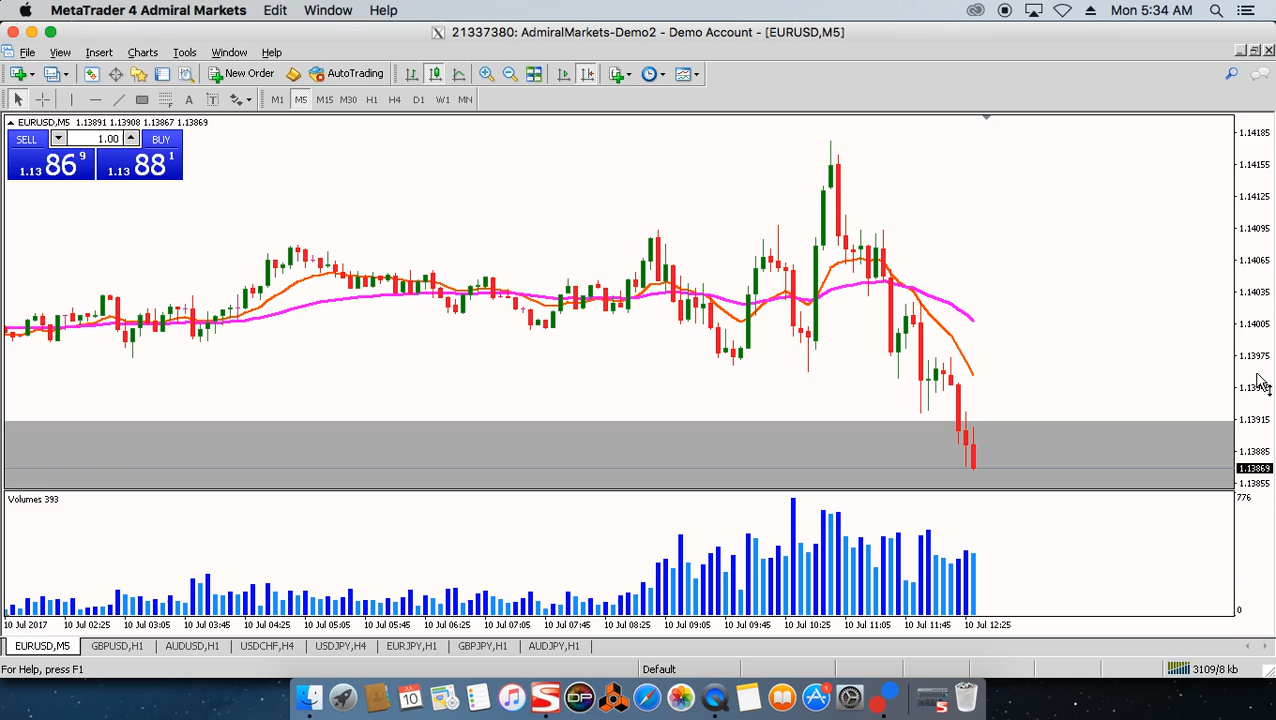 MetaTrader 4 Admiral Markets Edit Window Help Mon 5:34 AM
21337380: AdmiralMarkets-Demo2 - Demo Account - [EURUSD,M5]
File View Insert Charts Tools Window Help
New Order AutoTrading
A T M1 M5 M15 M30 H1 H4 D1 W1 MN
EURUSD,M5 1.13891 1.13908 1.13867 1.13869
SELL 1.00 BUY
1.13 86 9 1.13 88 1
1.14185
1.14155
1.14125
1.14095
1.14065
1.14035
1.14005
1.13975
1.13915
1.13885
1.13869
1.13855
Volumes 393 776
0
10 Jul 2017 10 Jul 02:25 10 Jul 03:05 10 Jul 03:45 10 Jul 04:25 10 Jul 05:05 10 Jul 05:45 10 Jul 06:25 10 Jul 07:05 10 Jul 07:45 10 Jul 08:25 10 Jul 09:05 10 Jul 09:45 10 Jul 10:25 10 Jul 11:05 10 Jul 11:45 10 Jul 12:25
EURUSD,M5 GBPUSD,H1 AUDUSD,H1 USDCHF,H4 USDJPY,H4 EURJPY,H1 GBPJPY,H1 AUDJPY,H1
For Help, press F1 Default 3109/8 kb